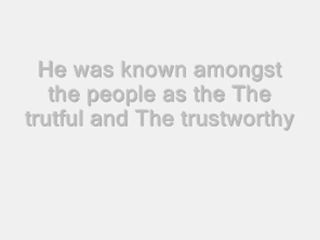 He was known amongst
the people as the The
trutful and The trustworthy